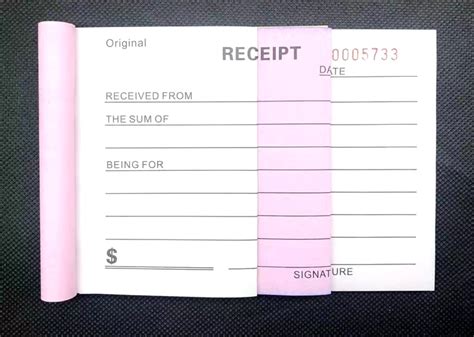 Original
RECEIPT
0005733
DATE
RECEIVED FROM
THE SUM OF
BEING FOR
$
SIGNATURE